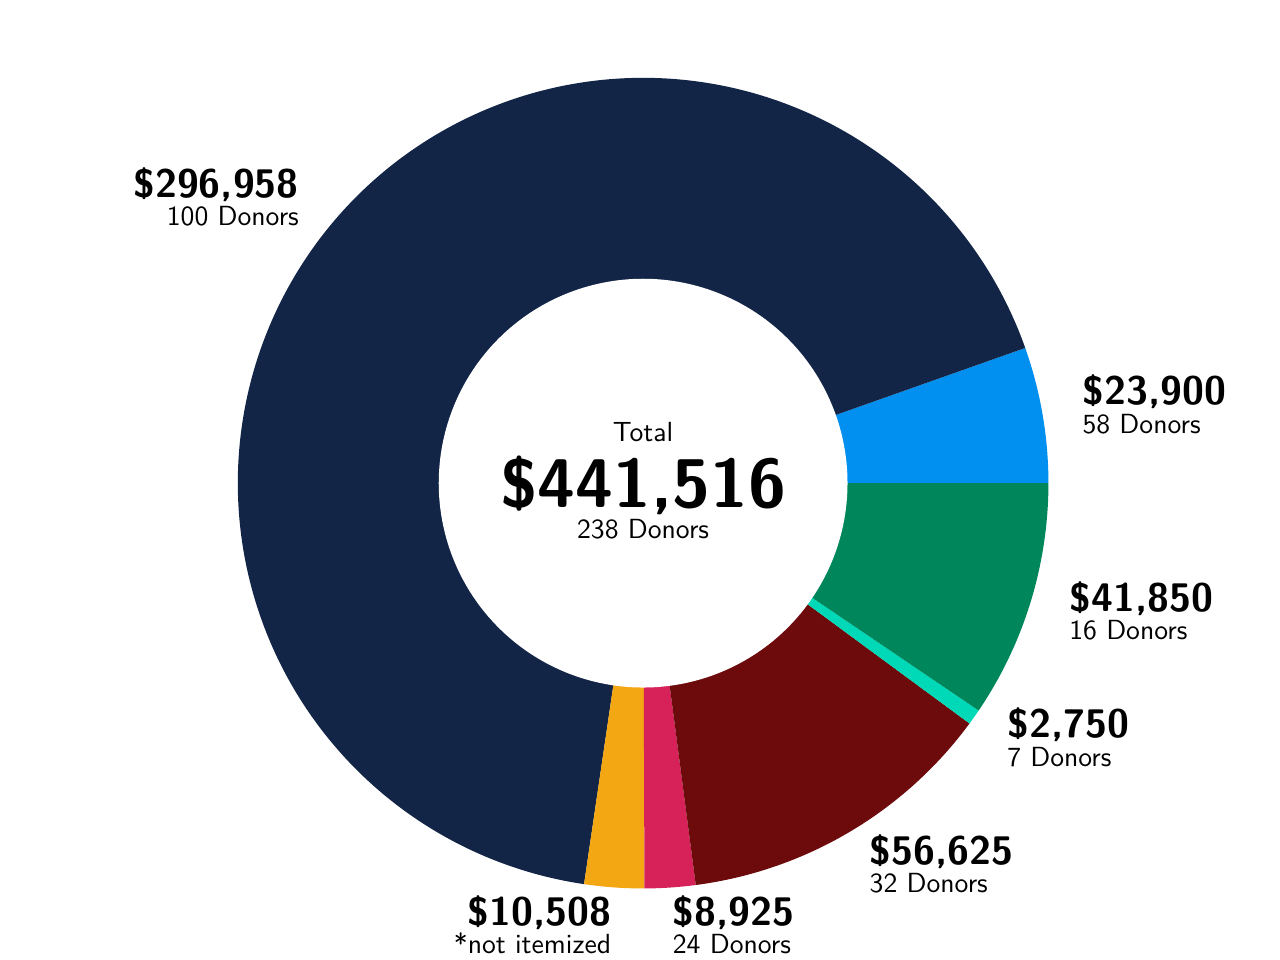 $296,958
100 Donors
$23,900
58 Donors
Total
$441,516
238 Donors
$41,850
16 Donors
$2,750
7 Donors
$56,625
32 Donors
$10,508
*not itemized
$8,925
24 Donors